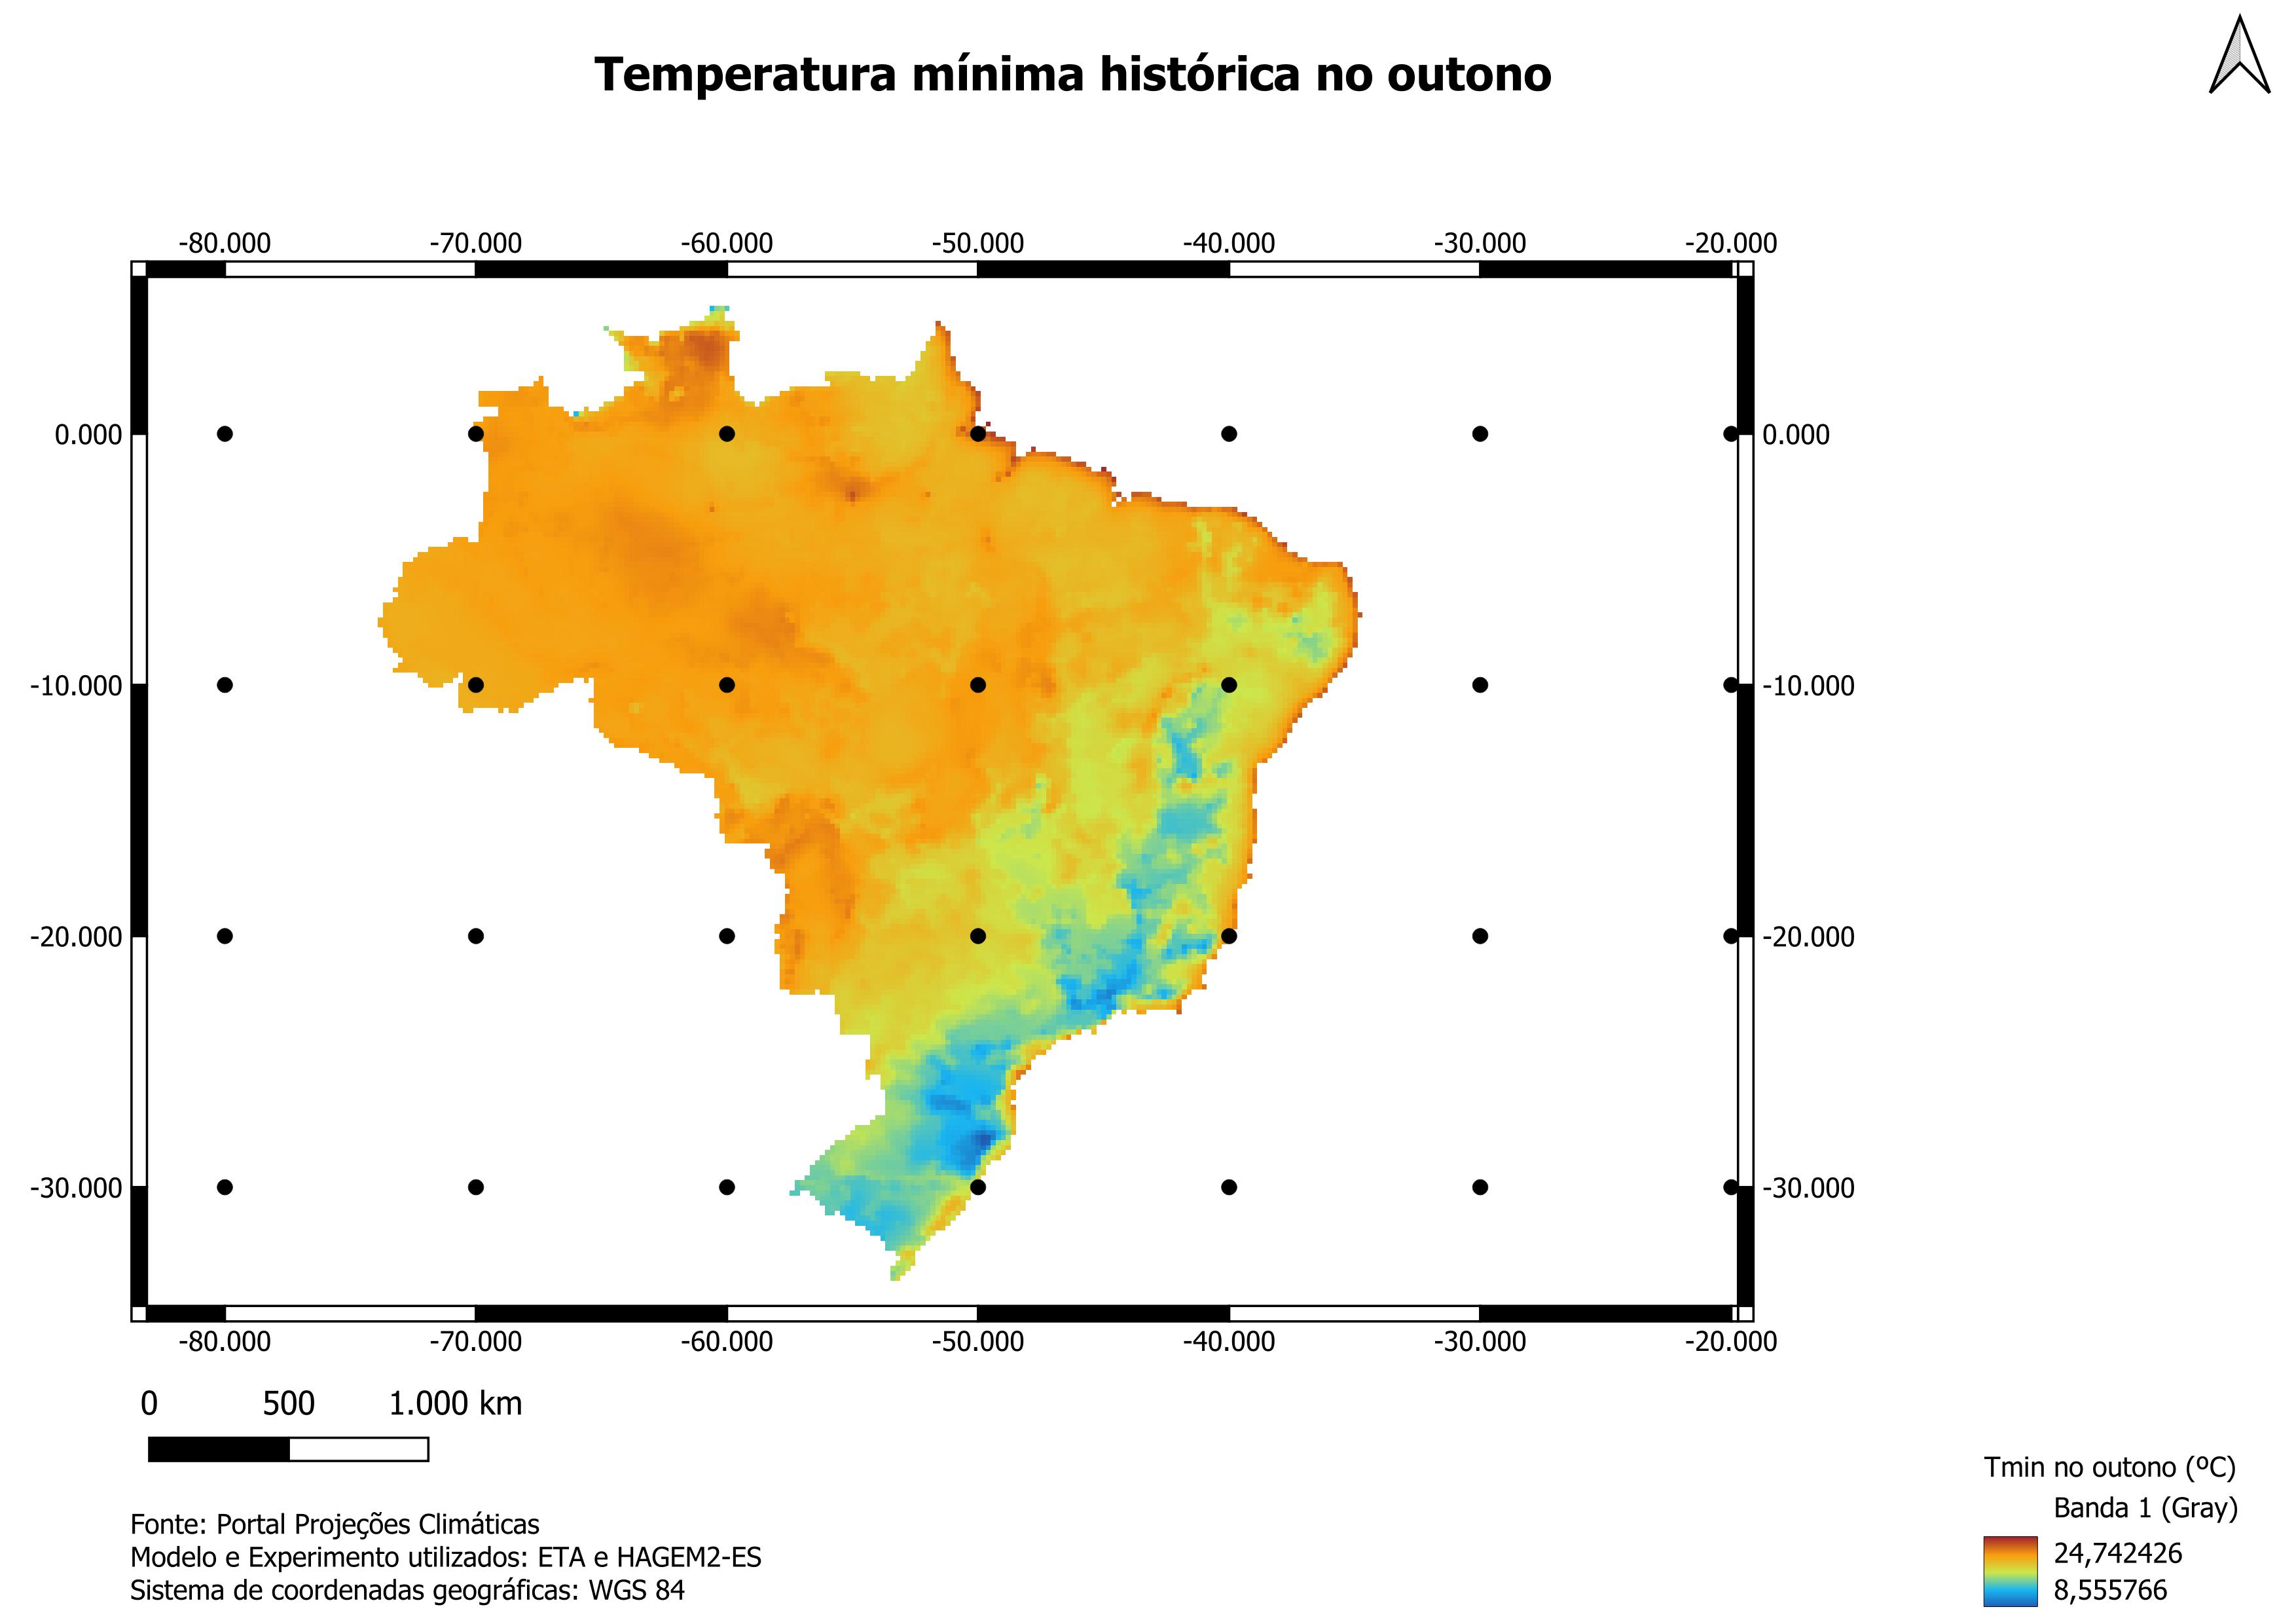 Temperatura mínima histórica no outono
-80.000 -70.000 -60.000 -50.000 -40.000 -30.000 -20.000
0.000 0.000
-10.000 -10.000
-20.000 -20.000
-30.000 -30.000
-80.000 -70.000 -60.000 -50.000 -40.000 -30.000 -20.000
0 500 1.000 km
Tmin no outono (ºC)
Banda 1 (Gray)
24,742426
8,555766
Fonte: Portal Projeções Climáticas
Modelo e Experimento utilizados: ETA e HAGEM2-ES
Sistema de coordenadas geográficas: WGS 84